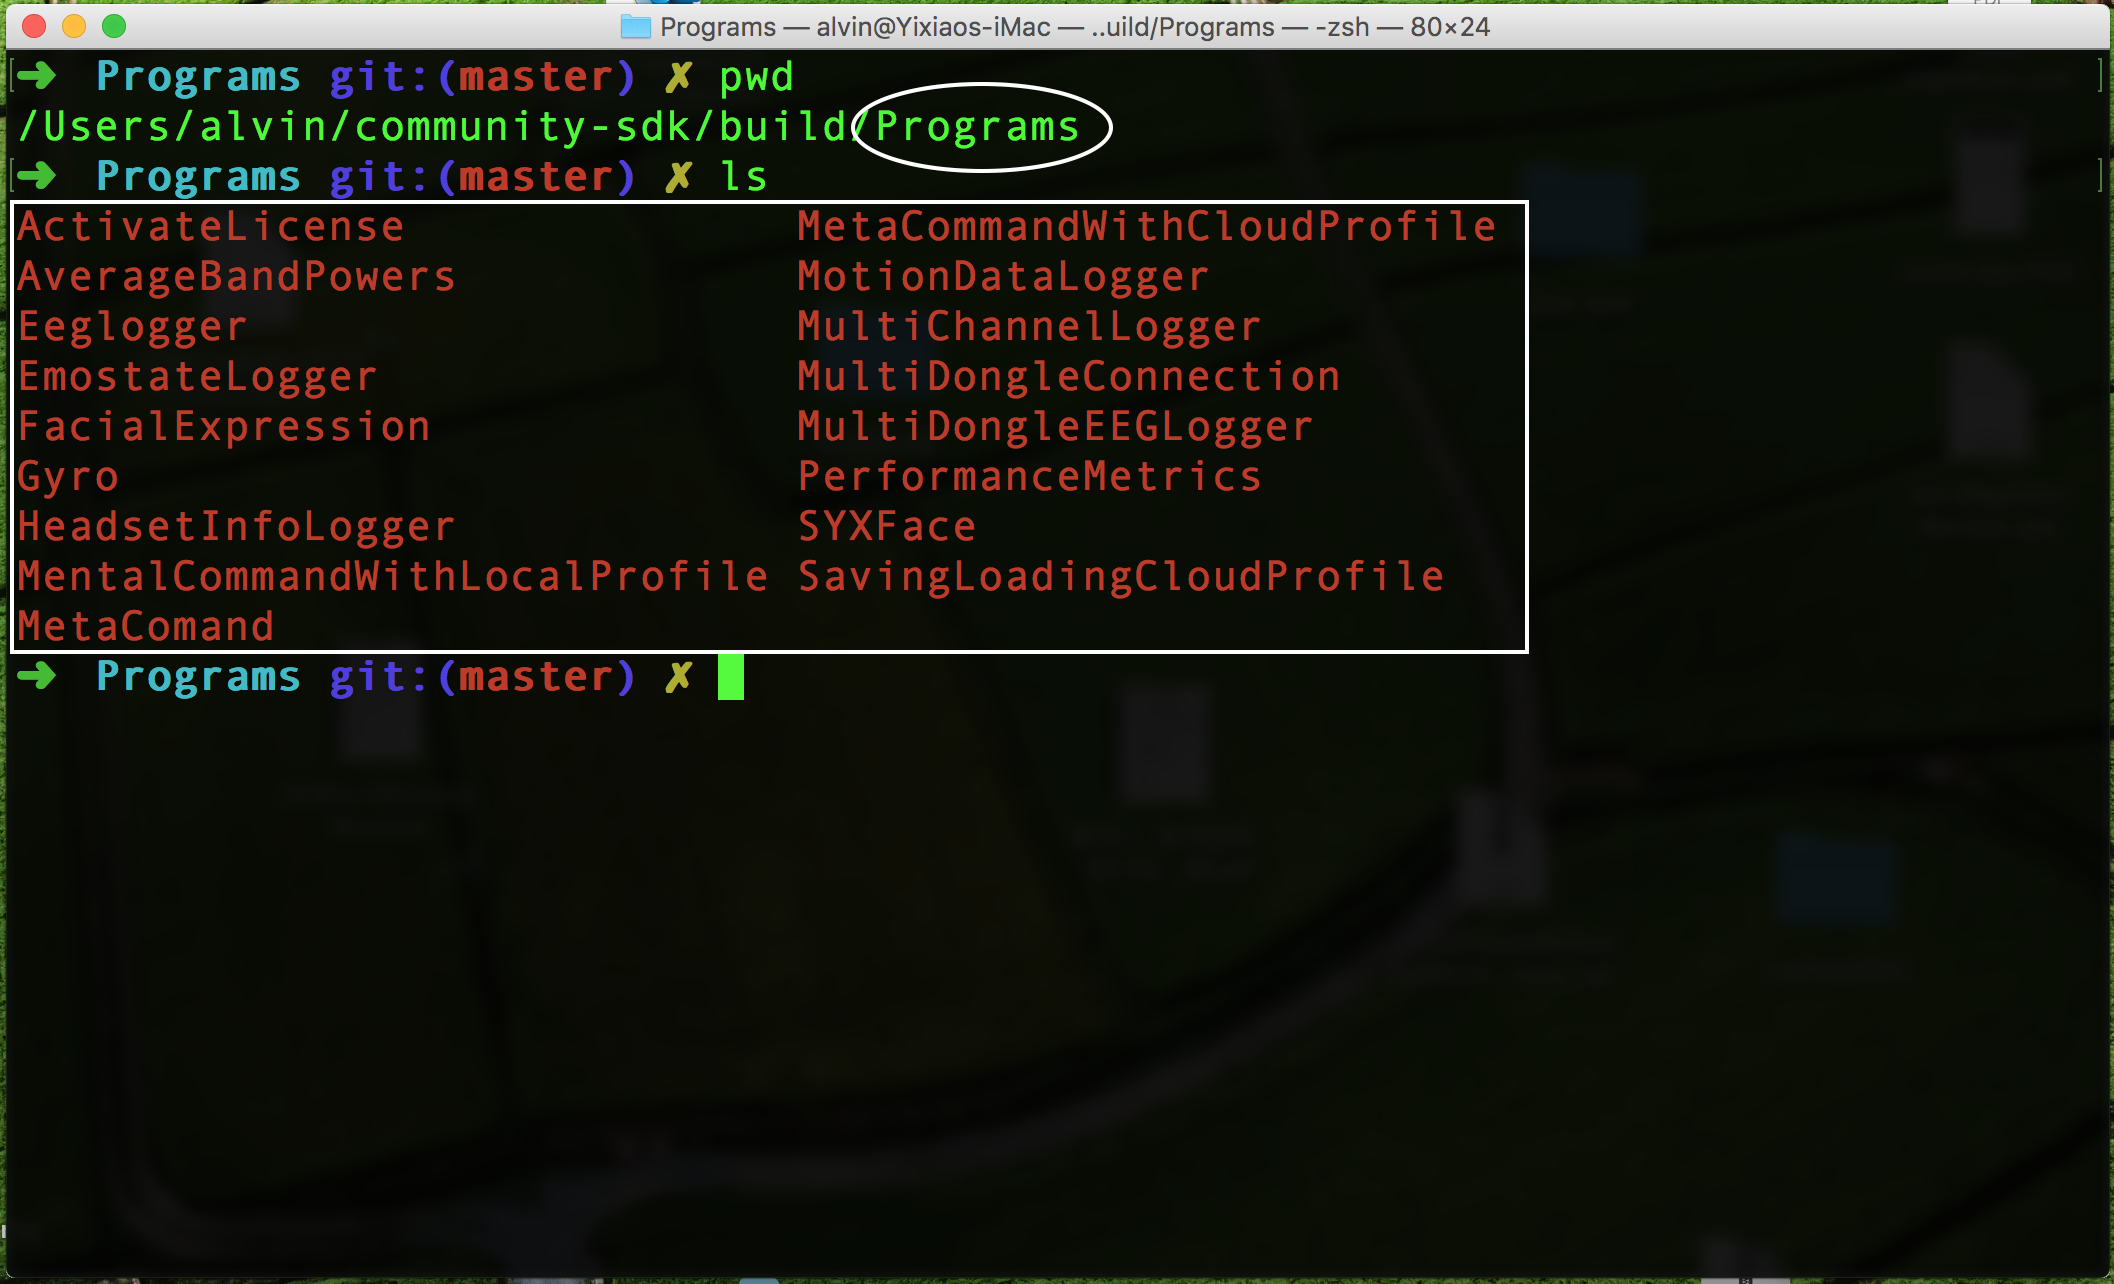 Programs — alvin@Yixiaos-iMac — ..uild/Programs — -zsh — 80×24
➜ Programs git:(master) ✗ pwd
/Users/alvin/community-sdk/build/Programs
➜ Programs git:(master) ✗ ls
ActivateLicense MetaCommandWithCloudProfile
AverageBandPowers MotionDataLogger
Eeglogger MultiChannelLogger
EmostateLogger MultiDongleConnection
FacialExpression MultiDongleEEGLogger
Gyro PerformanceMetrics
HeadsetInfoLogger SYXFace
MentalCommandWithLocalProfile SavingLoadingCloudProfile
MetaComand
➜ Programs git:(master) ✗